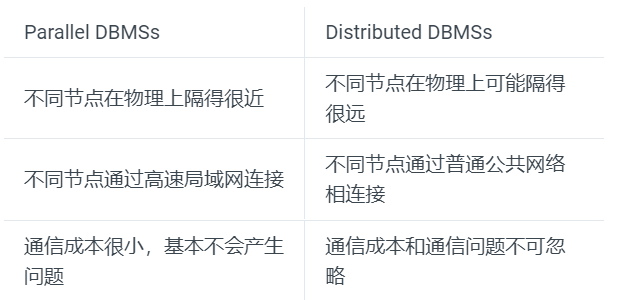 Parallel DBMSs
Distributed DBMSs
不同节点在物理上隔得很近
不同节点在物理上可能隔得
很远
不同节点通过高速局域网连接
不同节点通过普通公共网络
相连接
通信成本很小，基本不会产生
问题
通信成本和通信问题不可忽
略